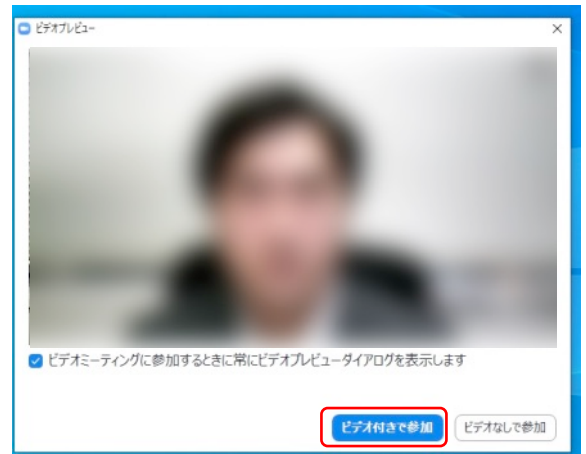 ビデオプレビュー
ビデオミーティングに参加するときに常にビデオプレビューダイアログを表示します
ビデオ付きで参加
ビデオなしで参加